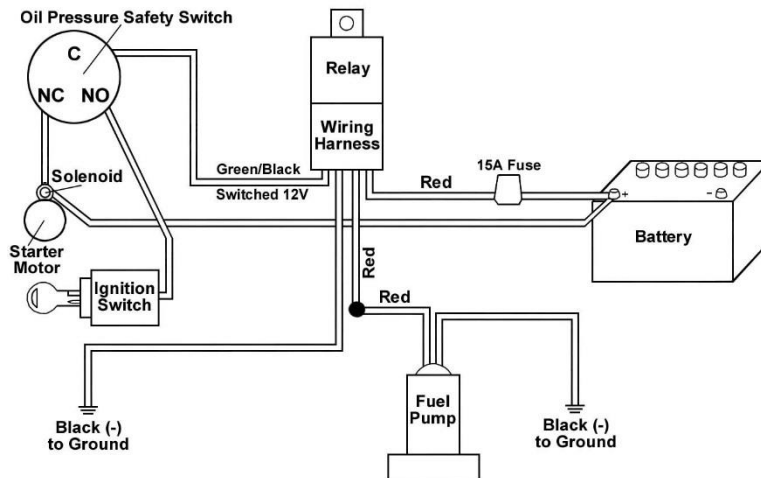 Oil Pressure Safety Switch
C
NC NO
Relay
Wiring
Harness
Green/Black
Switched 12V
15A Fuse
Red
+
-
Battery
Solenoid
Starter
Motor
Ignition
Switch
Red
Red
Fuel
Pump
Black (-)
to Ground
Black (-)
to Ground